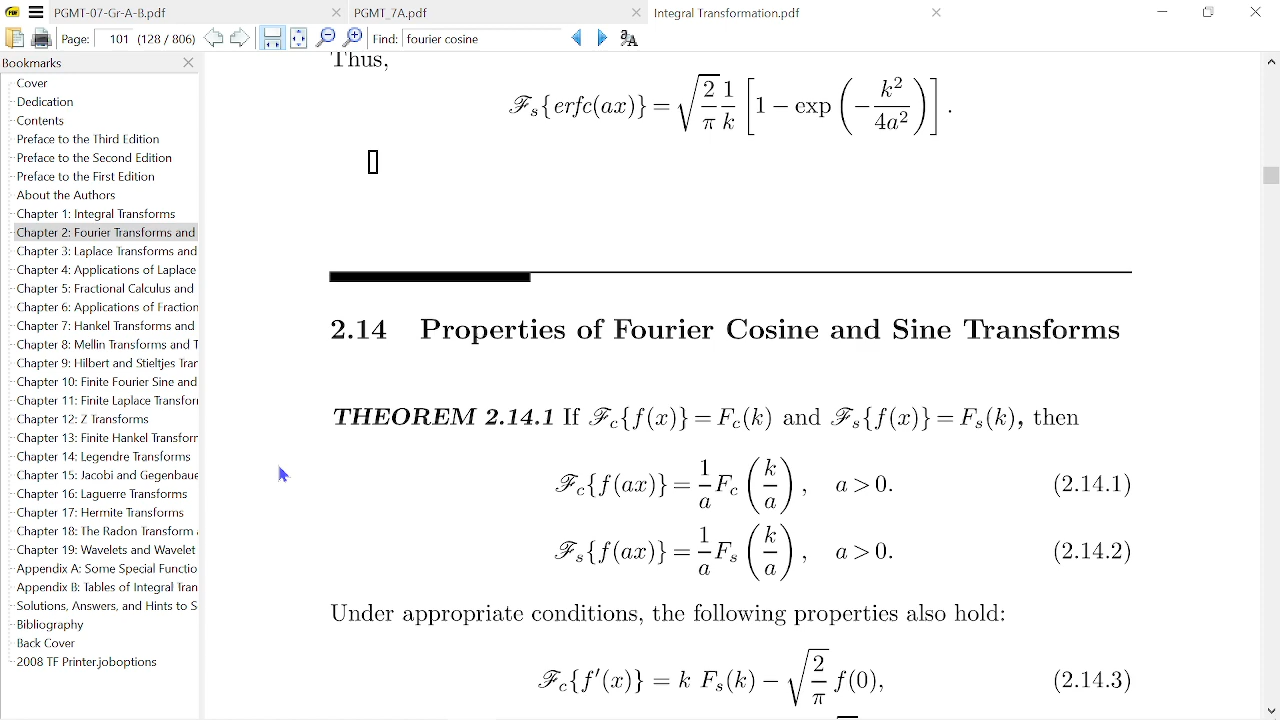 PGMT-07-Gr-A-B.pdf PGMT_7A.pdf Integral Transformation.pdf
Page: 101 (128 / 806) Find: fourier cosine
Bookmarks
Cover
Dedication
Contents
Preface to the Third Edition
Preface to the Second Edition
Preface to the First Edition
About the Authors
Chapter 1: Integral Transforms
Chapter 2: Fourier Transforms and
Chapter 3: Laplace Transforms and
Chapter 4: Applications of Laplace
Chapter 5: Fractional Calculus and
Chapter 6: Applications of Fraction
Chapter 7: Hankel Transforms and
Chapter 8: Mellin Transforms and T
Chapter 9: Hilbert and Stieltjes Tran
Chapter 10: Finite Fourier Sine and
Chapter 11: Finite Laplace Transforr
Chapter 12: Z Transforms
Chapter 13: Finite Hankel Transforr
Chapter 14: Legendre Transforms
Chapter 15: Jacobi and Gegenbaue
Chapter 16: Laguerre Transforms
Chapter 17: Hermite Transforms
Chapter 18: The Radon Transform a
Chapter 19: Wavelets and Wavelet
Appendix A: Some Special Functio
Appendix B: Tables of Integral Tran
Solutions, Answers, and Hints to S
Bibliography
Back Cover
2008 TF Printer.joboptions
Thus,
ℱs{erfc(ax)} = √(2/π) 1/k [1 − exp (−k²/4a²)].
2.14 Properties of Fourier Cosine and Sine Transforms
THEOREM 2.14.1 If ℱc{f(x)} = Fc(k) and ℱs{f(x)} = Fs(k), then
ℱc{f(ax)} = 1/a Fc (k/a), a > 0. (2.14.1)
ℱs{f(ax)} = 1/a Fs (k/a), a > 0. (2.14.2)
Under appropriate conditions, the following properties also hold:
ℱc{f′(x)} = k Fs(k) − √(2/π) f(0), (2.14.3)